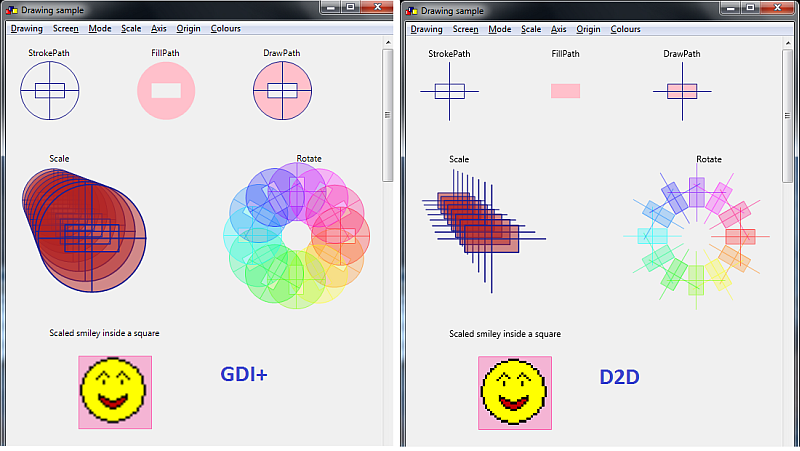 Drawing sample
Drawing Screen Mode Scale Axis Origin Colours
StrokePath FillPath DrawPath
Scale Rotate
Scaled smiley inside a square
GDI+
Drawing sample
Drawing Screen Mode Scale Axis Origin Colours
StrokePath FillPath DrawPath
Scale Rotate
Scaled smiley inside a square
D2D